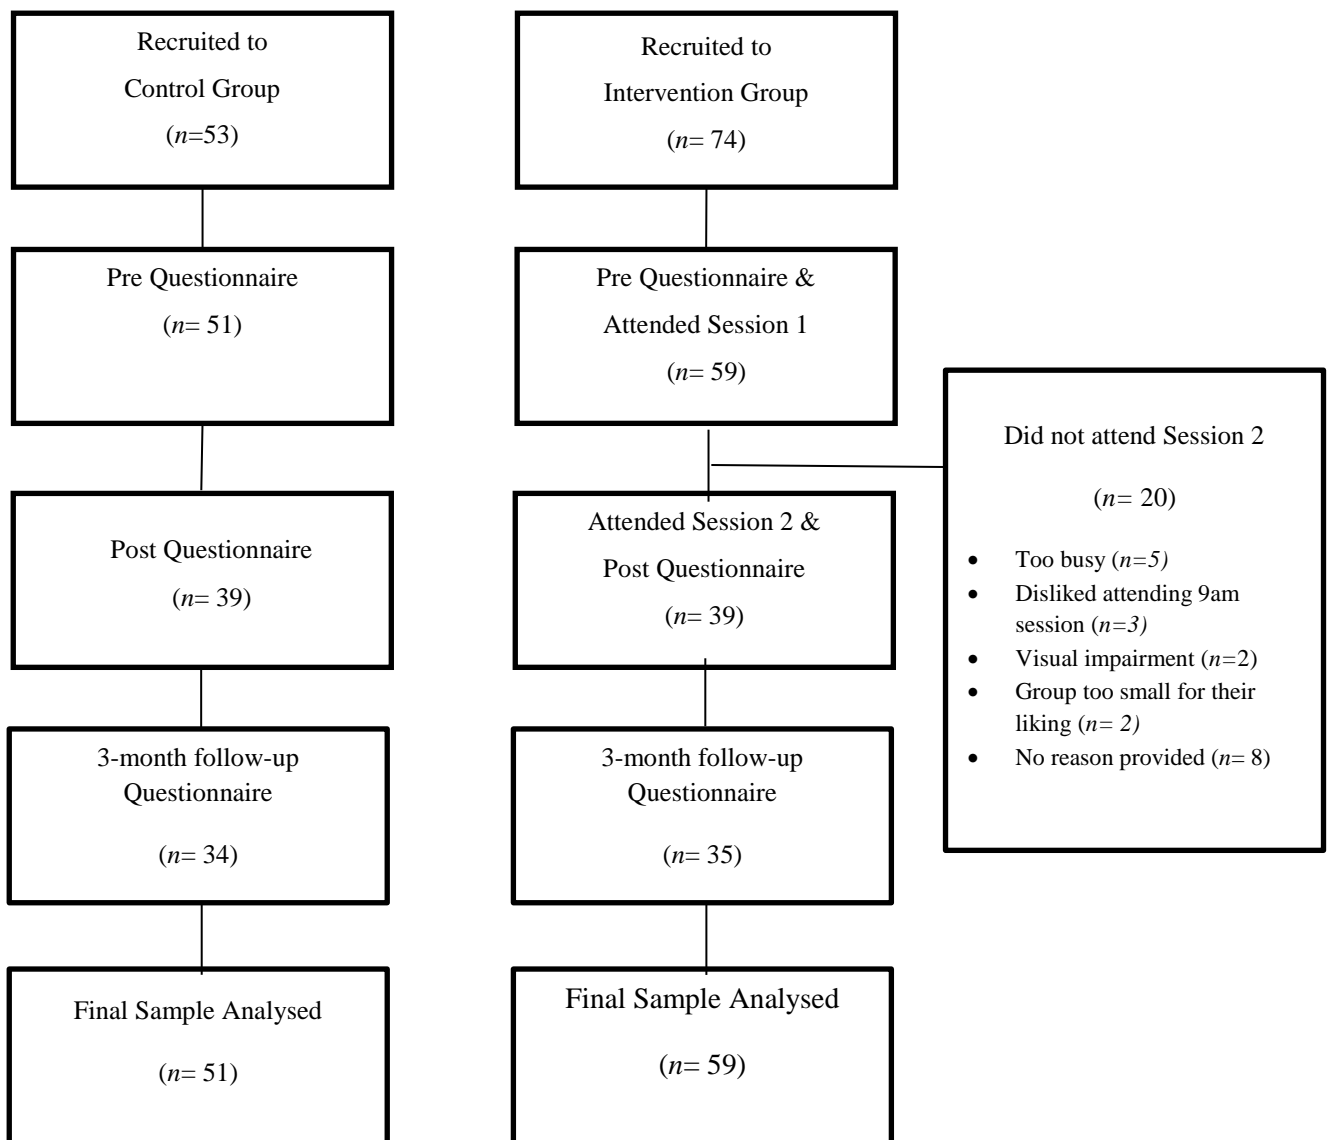 Recruited to
Control Group
(n=53)
Recruited to
Intervention Group
(n= 74)
Pre Questionnaire
(n= 51)
Pre Questionnaire &
Attended Session 1
(n= 59)
Did not attend Session 2
(n= 20)
• Too busy (n=5)
• Disliked attending 9am
session (n=3)
• Visual impairment (n=2)
• Group too small for their
liking (n= 2)
• No reason provided (n= 8)
Post Questionnaire
(n= 39)
Attended Session 2 &
Post Questionnaire
(n= 39)
3-month follow-up
Questionnaire
(n= 34)
3-month follow-up
Questionnaire
(n= 35)
Final Sample Analysed
(n= 51)
Final Sample Analysed
(n= 59)